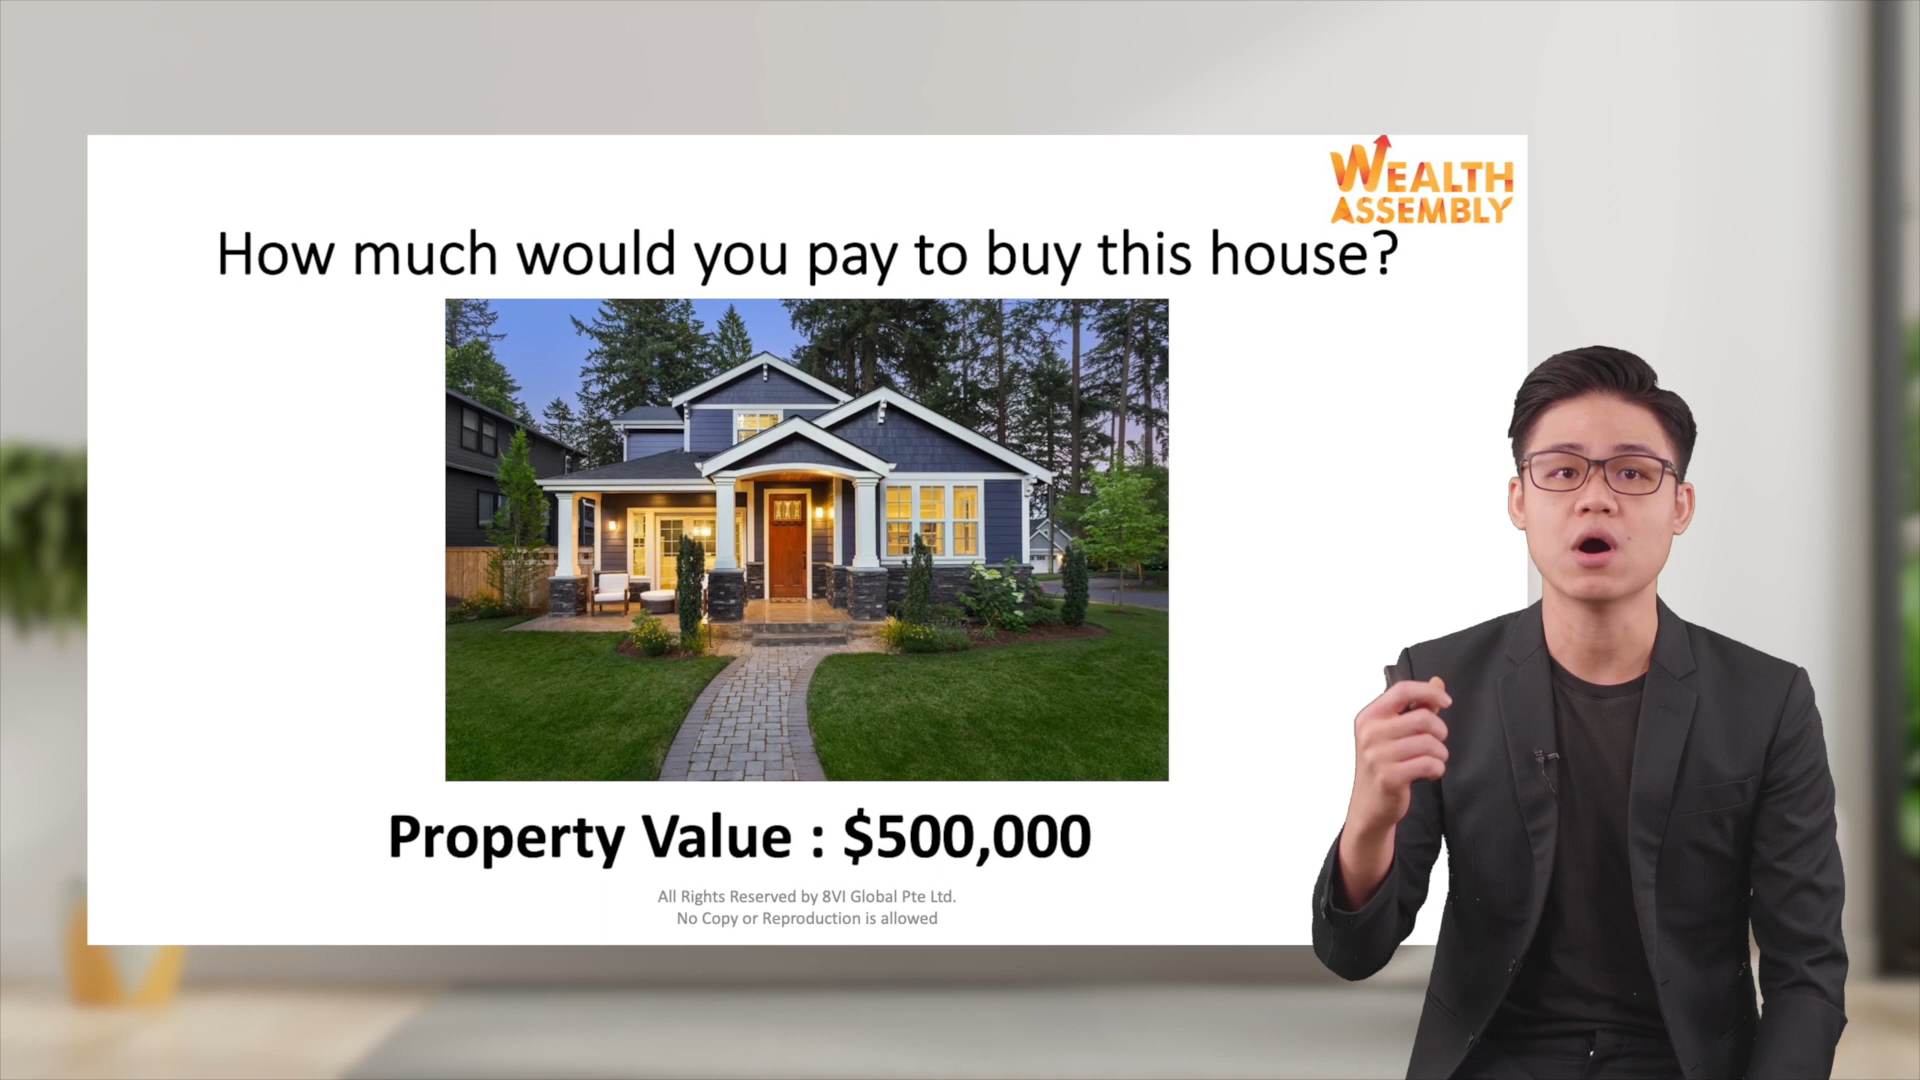 WEALTH
ASSEMBLY
How much would you pay to buy this house?
Property Value : $500,000
All Rights Reserved by 8VI Global Pte Ltd.
No Copy or Reproduction is allowed